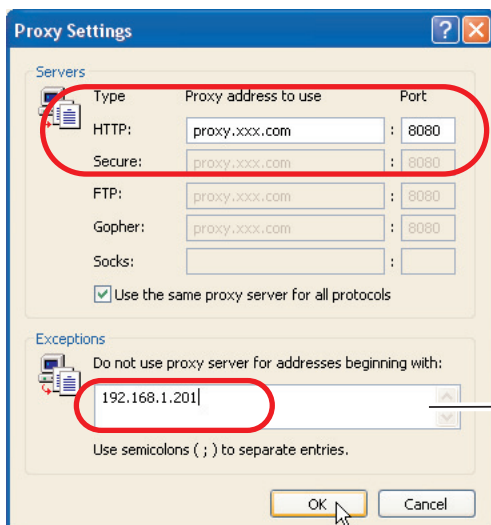 Proxy Settings
Servers
Type Proxy address to use Port
HTTP: proxy.xxx.com : 8080
Secure: proxy.xxx.com : 8080
FTP: proxy.xxx.com : 8080
Gopher: proxy.xxx.com : 8080
Socks: :
Use the same proxy server for all protocols
Exceptions
Do not use proxy server for addresses beginning with:
192.168.1.201
Use semicolons ( ; ) to separate entries.
OK Cancel